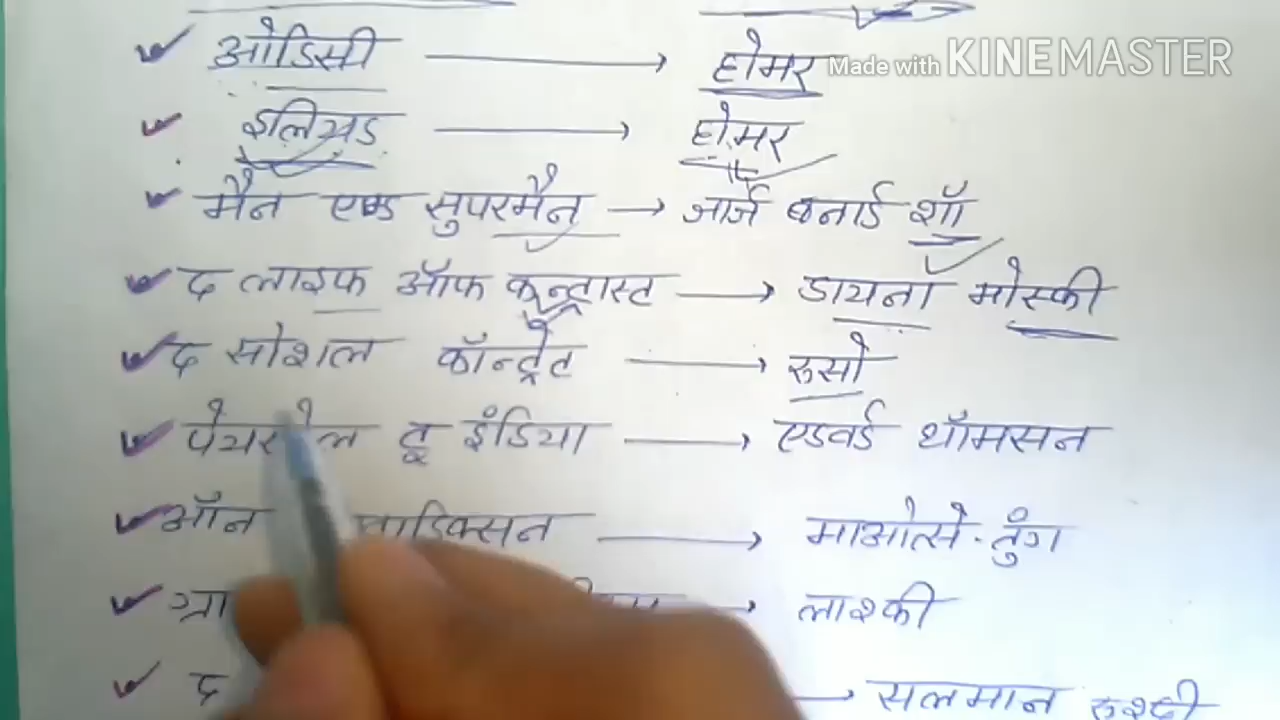 ओडिसी → होमर
Made with KINEMASTER
इलियड → होमर
मैन एण्ड सुपरमैन → जार्ज बनार्ड शॉ
द लाइफ ऑफ कन्ट्रास्ट → डायना मोस्की
द सोशल कॉन्ट्रेट → रुसो
टू इंडिया → एडवर्ड थॉमसन
ऑन → माओत्से-तुंग
ग्रा → लाश्की
द → सलमान रुश्दी